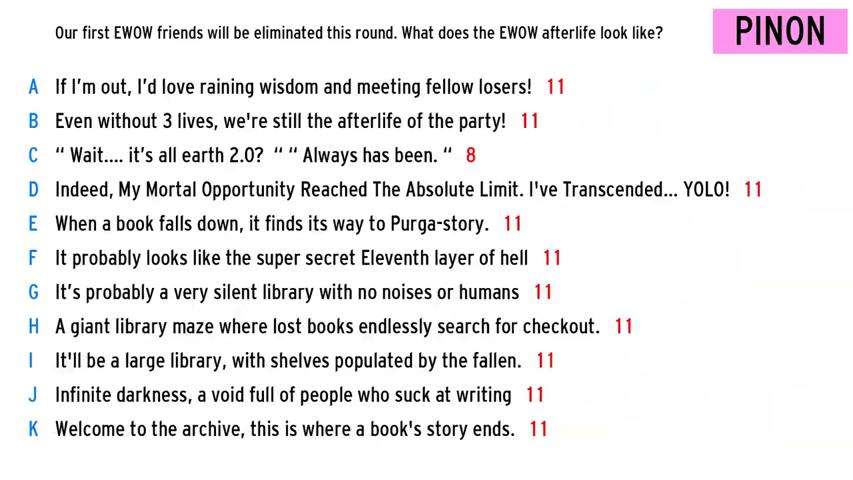 Our first EWOW friends will be eliminated this round. What does the EWOW afterlife look like?
PINON
A If I'm out, I'd love raining wisdom and meeting fellow losers! 11
B Even without 3 lives, we're still the afterlife of the party! 11
C “ Wait.... it’s all earth 2.0? “ “ Always has been. “ 8
D Indeed, My Mortal Opportunity Reached The Absolute Limit. I've Transcended... YOLO! 11
E When a book falls down, it finds its way to Purga-story. 11
F It probably looks like the super secret Eleventh layer of hell 11
G It’s probably a very silent library with no noises or humans 11
H A giant library maze where lost books endlessly search for checkout. 11
I It'll be a large library, with shelves populated by the fallen. 11
J Infinite darkness, a void full of people who suck at writing 11
K Welcome to the archive, this is where a book's story ends. 11